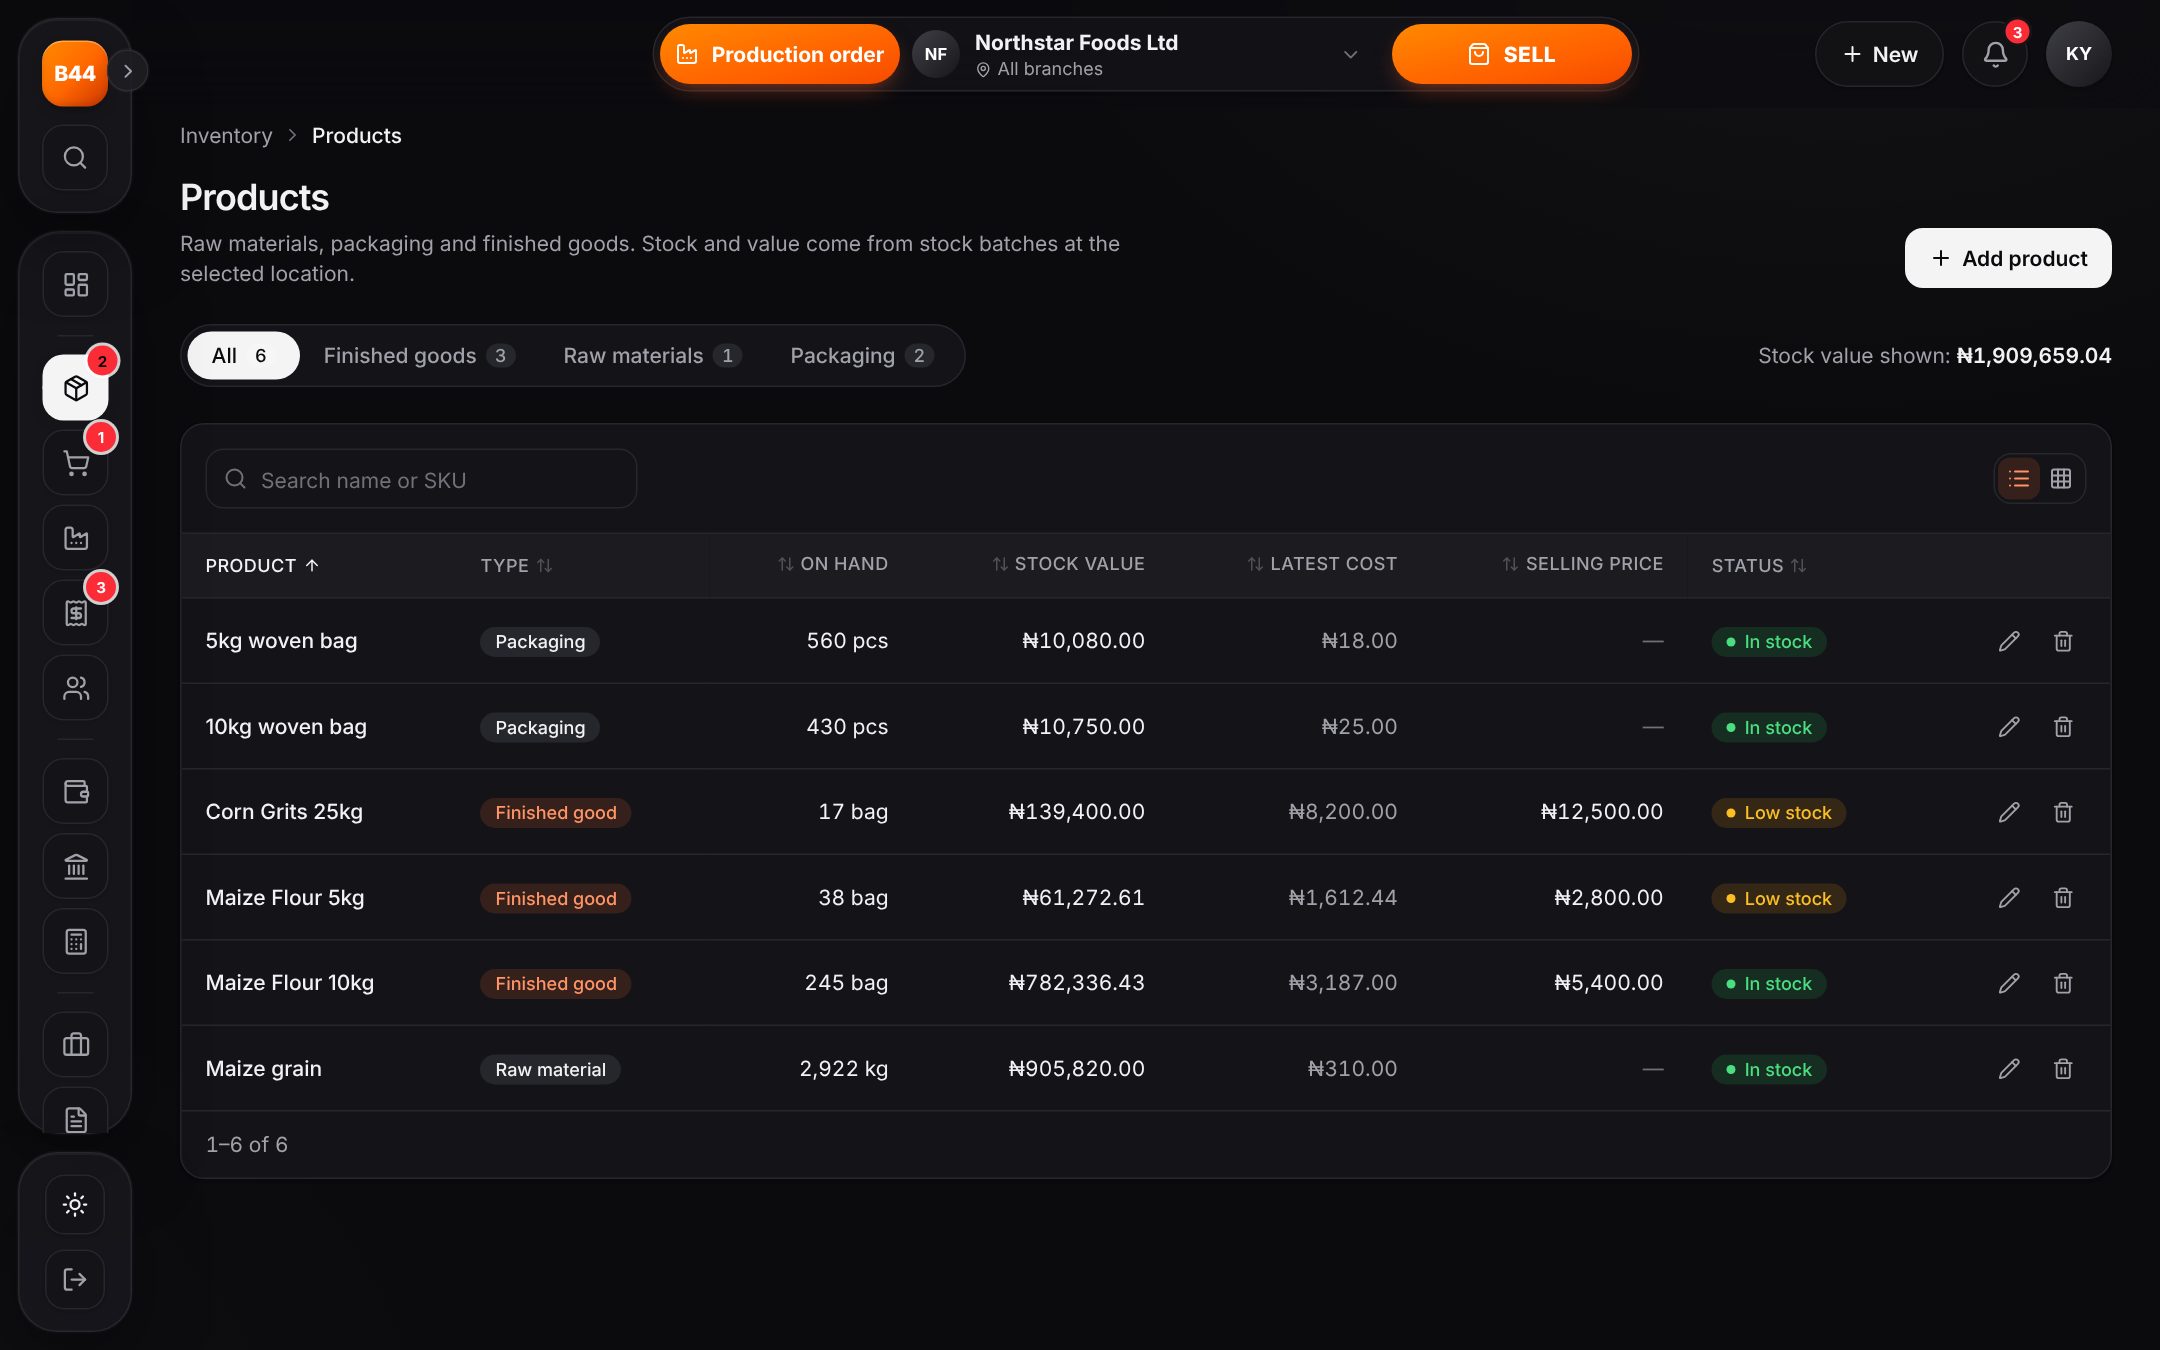 B44
Production order
NF
Northstar Foods Ltd
All branches
SELL
New
3
KY
Inventory > Products
Products
Raw materials, packaging and finished goods. Stock and value come from stock batches at the
selected location.
Add product
All 6
Finished goods 3
Raw materials 1
Packaging 2
Stock value shown: ₦1,909,659.04
2
1
3
Search name or SKU
PRODUCT TYPE ON HAND STOCK VALUE LATEST COST SELLING PRICE STATUS
5kg woven bag Packaging 560 pcs ₦10,080.00 ₦18.00 — In stock
10kg woven bag Packaging 430 pcs ₦10,750.00 ₦25.00 — In stock
Corn Grits 25kg Finished good 17 bag ₦139,400.00 ₦8,200.00 ₦12,500.00 Low stock
Maize Flour 5kg Finished good 38 bag ₦61,272.61 ₦1,612.44 ₦2,800.00 Low stock
Maize Flour 10kg Finished good 245 bag ₦782,336.43 ₦3,187.00 ₦5,400.00 In stock
Maize grain Raw material 2,922 kg ₦905,820.00 ₦310.00 — In stock
1–6 of 6